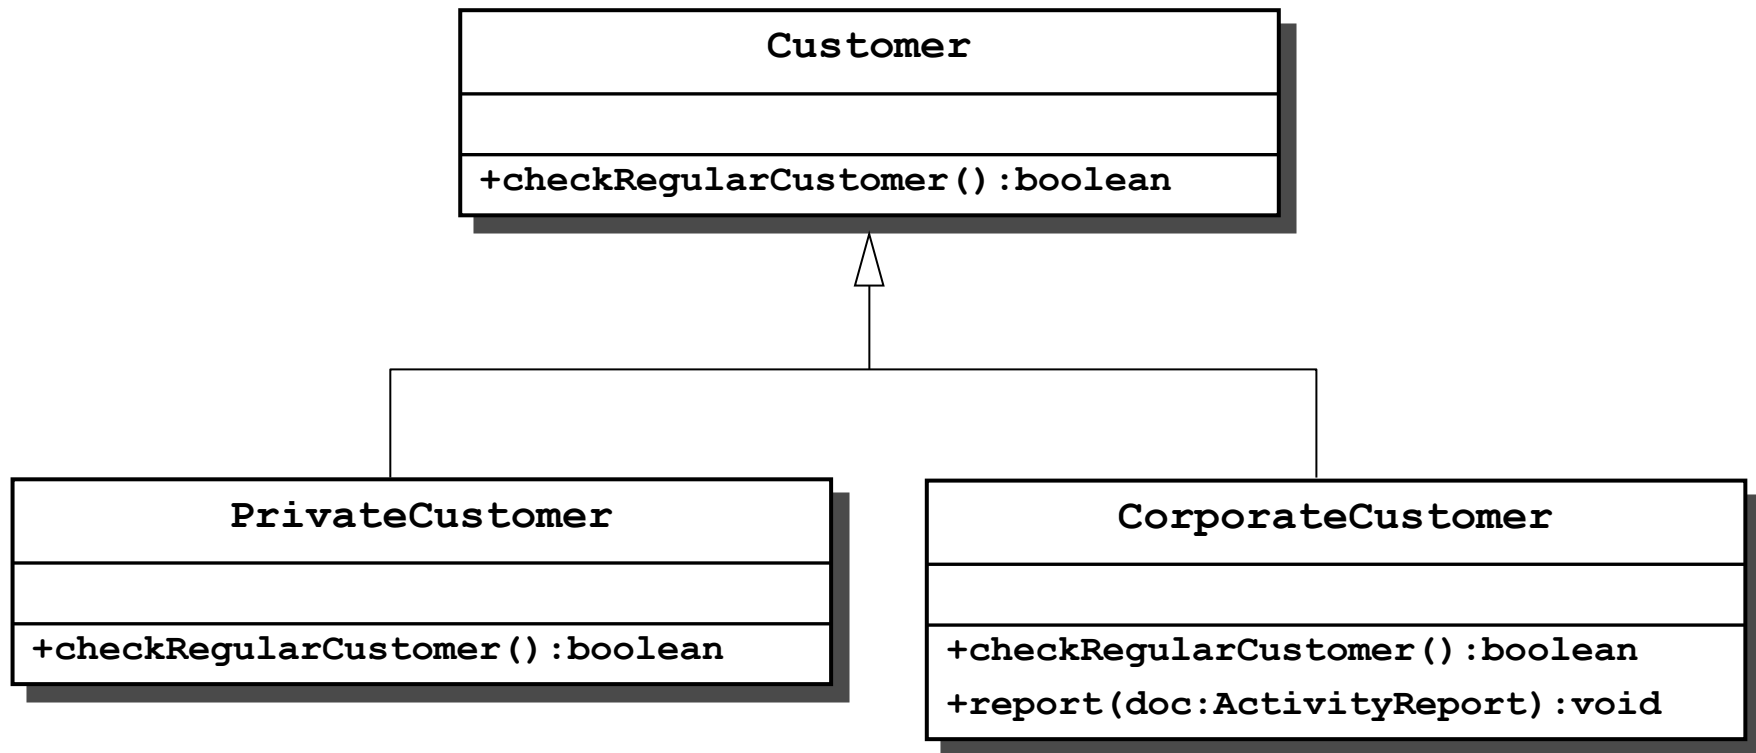 Customer
+checkRegularCustomer():boolean
PrivateCustomer
+checkRegularCustomer():boolean
CorporateCustomer
+checkRegularCustomer():boolean
+report(doc:ActivityReport):void